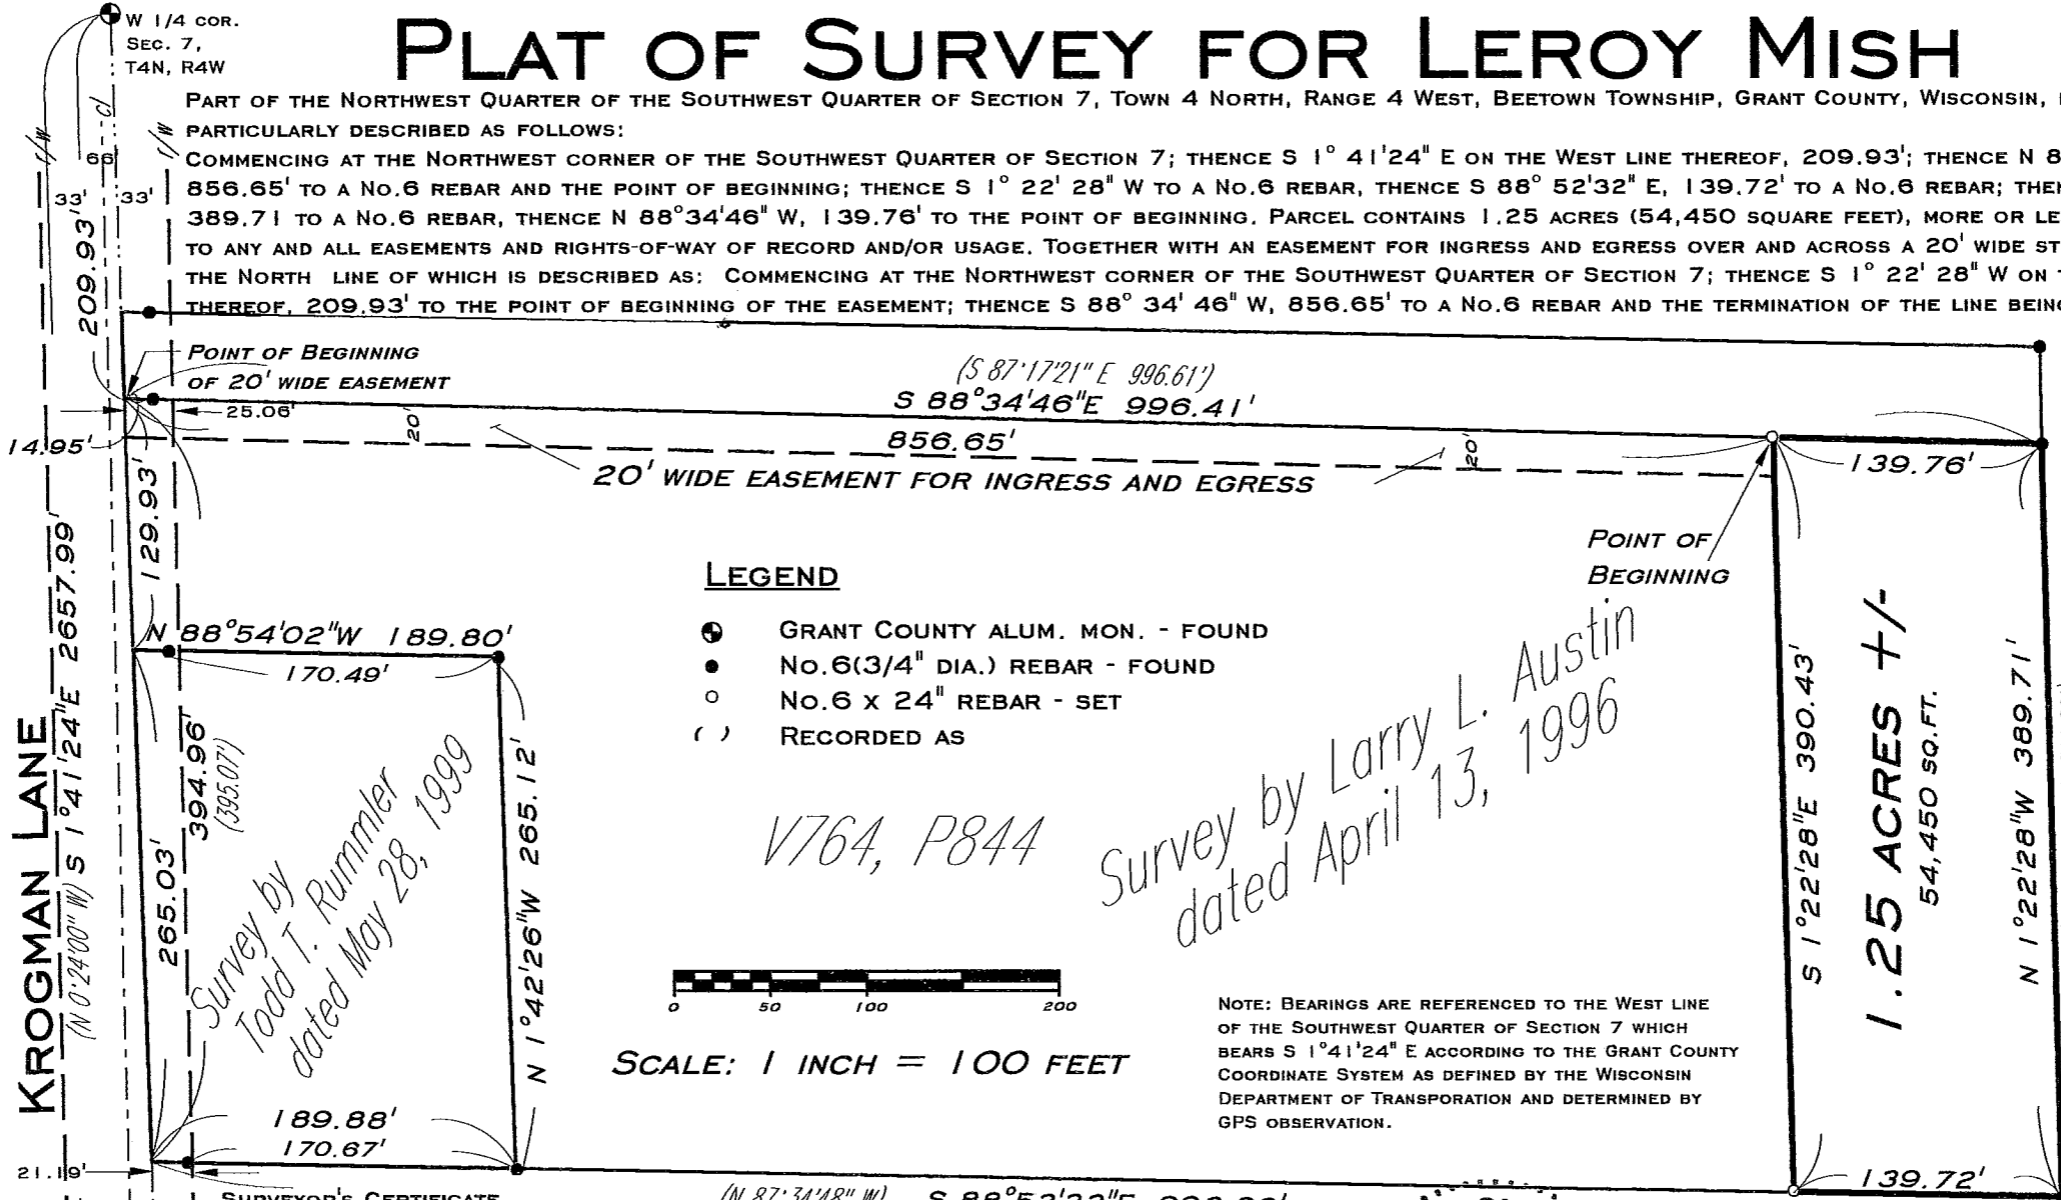 W 1/4 COR.
SEC. 7,
T4N, R4W
PLAT OF SURVEY FOR LEROY MISH
PART OF THE NORTHWEST QUARTER OF THE SOUTHWEST QUARTER OF SECTION 7, TOWN 4 NORTH, RANGE 4 WEST, BEETOWN TOWNSHIP, GRANT COUNTY, WISCONSIN,
PARTICULARLY DESCRIBED AS FOLLOWS:
COMMENCING AT THE NORTHWEST CORNER OF THE SOUTHWEST QUARTER OF SECTION 7; THENCE S 1° 41'24" E ON THE WEST LINE THEREOF, 209.93'; THENCE N 8
856.65' TO A NO.6 REBAR AND THE POINT OF BEGINNING; THENCE S 1° 22' 28" W TO A NO.6 REBAR, THENCE S 88° 52'32" E, 139.72' TO A NO.6 REBAR; THE
389.71 TO A NO.6 REBAR, THENCE N 88°34'46" W, 139.76' TO THE POINT OF BEGINNING. PARCEL CONTAINS 1.25 ACRES (54,450 SQUARE FEET), MORE OR LE
TO ANY AND ALL EASEMENTS AND RIGHTS-OF-WAY OF RECORD AND/OR USAGE. TOGETHER WITH AN EASEMENT FOR INGRESS AND EGRESS OVER AND ACROSS A 20' WIDE ST
THE NORTH LINE OF WHICH IS DESCRIBED AS: COMMENCING AT THE NORTHWEST CORNER OF THE SOUTHWEST QUARTER OF SECTION 7; THENCE S 1° 22' 28" W ON
THEREOF, 209.93' TO THE POINT OF BEGINNING OF THE EASEMENT; THENCE S 88° 34' 46" W, 856.65' TO A NO.6 REBAR AND THE TERMINATION OF THE LINE BEING
cl
r/w
r/w
66'
33'
33'
209.93'
POINT OF BEGINNING
OF 20' WIDE EASEMENT
25.06'
14.95'
(S 87°17'21" E 996.61')
S 88°34'46"E 996.41'
20'
856.65'
20'
20' WIDE EASEMENT FOR INGRESS AND EGRESS
139.76'
POINT OF
BEGINNING
129.93'
N 88°54'02"W 189.80'
170.49'
LEGEND
GRANT COUNTY ALUM. MON. - FOUND
NO.6(3/4" DIA.) REBAR - FOUND
NO.6 X 24" REBAR - SET
( ) RECORDED AS
KROGMAN LANE
S 1°41'24"E 2657.99'
(N 0°24'00" W)
394.96'
(395.07')
265.03'
Survey by
Todd T. Rummler
dated May 28, 1999
N 1°42'26"W 265.12'
V764, P844
Survey by Larry L. Austin
dated April 13, 1996
S 1°22'28"E 390.43'
1.25 ACRES +/-
54,450 SQ.FT.
N 1°22'28"W 389.71'
0 50 100 200
SCALE: 1 INCH = 100 FEET
NOTE: BEARINGS ARE REFERENCED TO THE WEST LINE
OF THE SOUTHWEST QUARTER OF SECTION 7 WHICH
BEARS S 1°41'24" E ACCORDING TO THE GRANT COUNTY
COORDINATE SYSTEM AS DEFINED BY THE WISCONSIN
DEPARTMENT OF TRANSPORATION AND DETERMINED BY
GPS OBSERVATION.
189.88'
170.67'
21.19'
139.72'
SURVEYOR'S CERTIFICATE
(N 87°34'48" W)